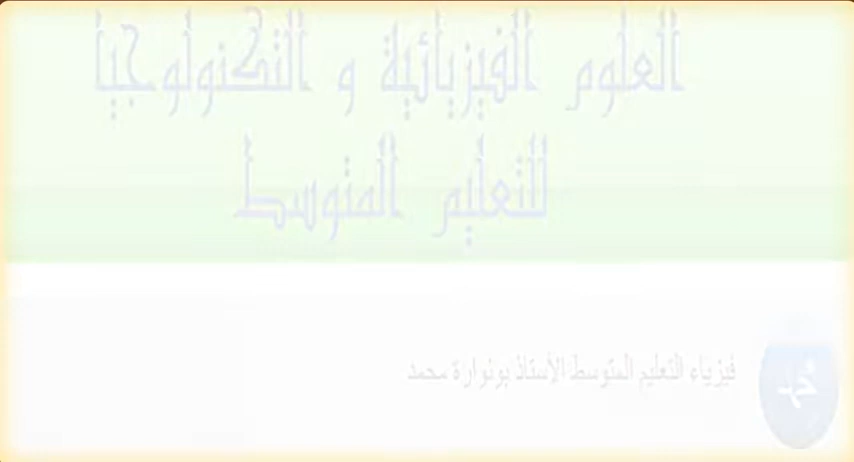 العلوم الفيزيائية و التكنولوجيا
للتعليم المتوسط
فيزياء التعليم المتوسط الأستاذ بونوارة محمد